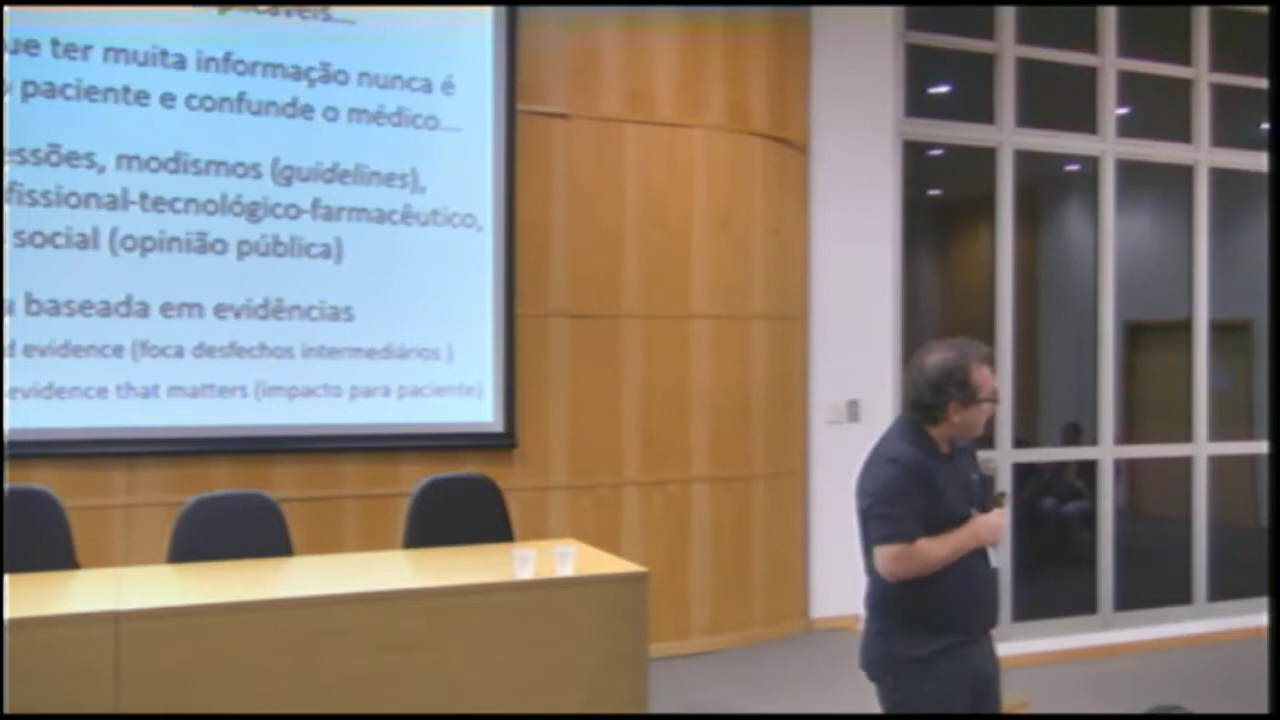 ue ter muita informação nunca é
paciente e confunde o médico...
essões, modismos (guidelines),
fissional-tecnológico-farmacêutico,
social (opinião pública)
baseada em evidências
evidence (foca desfechos intermediários )
evidence that matters (impacto para paciente)